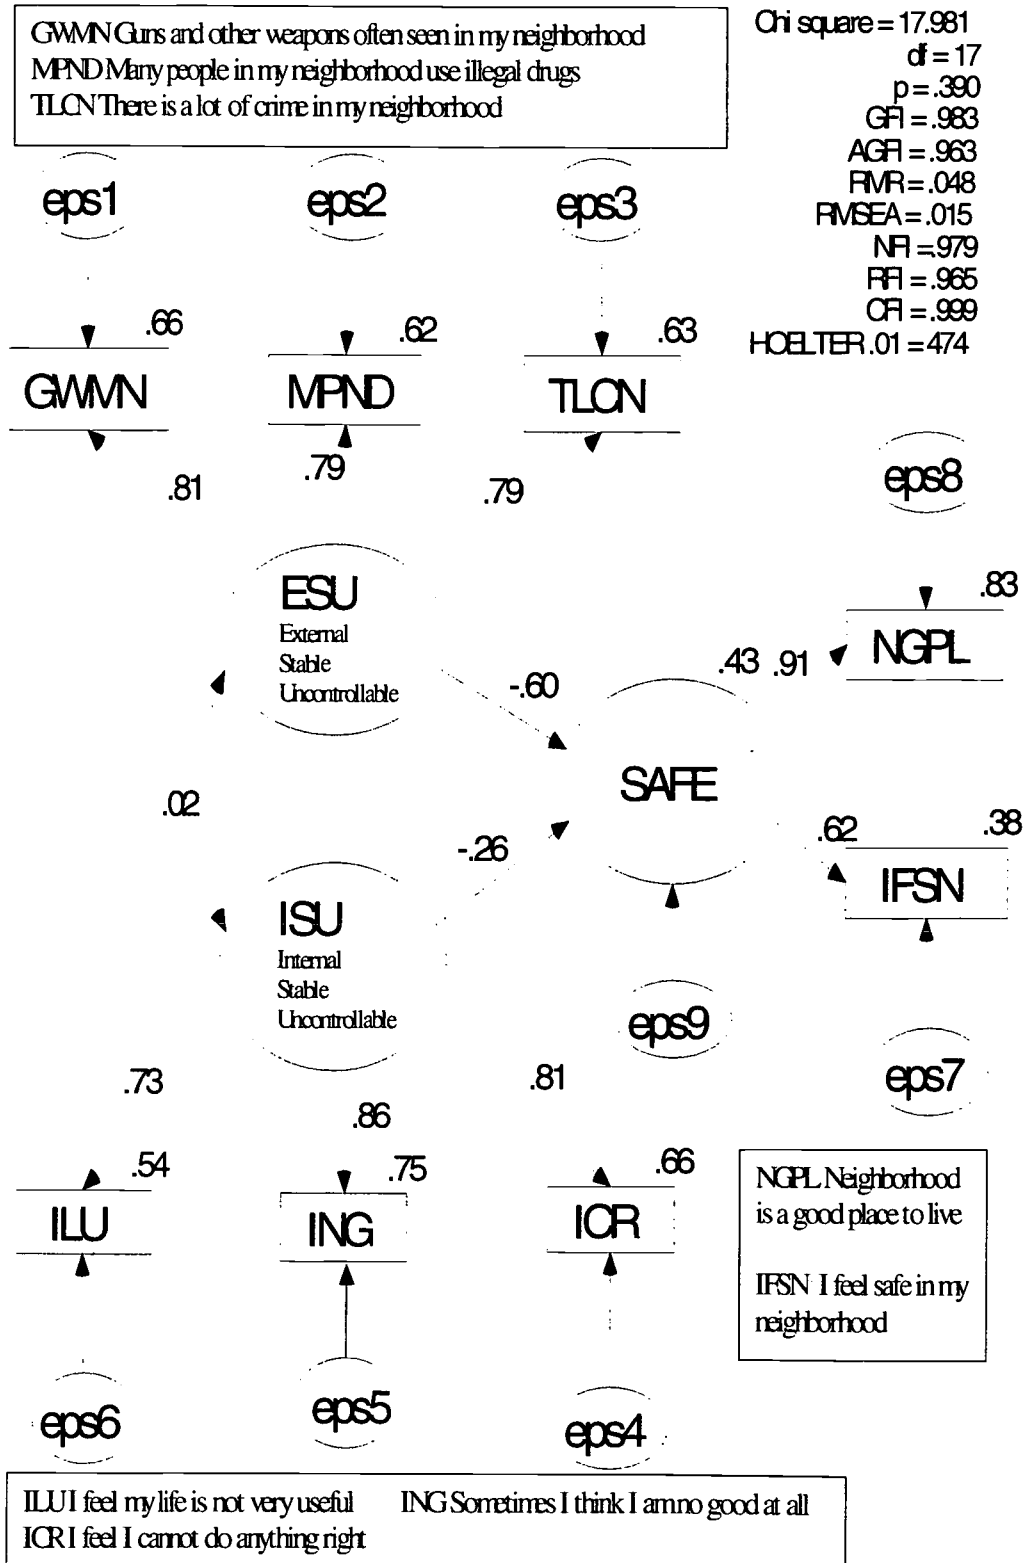 GWMN Guns and other weapons often seen in my neighborhood
MPND Many people in my neighborhood use illegal drugs
TLCN There is a lot of crime in my neighborhood
Chi square = 17.981
df = 17
p = .390
GFI = .983
AGFI = .963
RMR = .048
RMSEA = .015
NFI = .979
RFI = .965
CFI = .999
HOELTER .01 = 474
eps1
eps2
eps3
.66
.62
.63
GWMN
MPND
TLCN
.81
.79
.79
eps8
.83
NGPL
ESU
External
Stable
Uncontrollable
-.60
.43
.91
SAFE
.02
-.26
.62
.38
IFSN
ISU
Internal
Stable
Uncontrollable
eps9
eps7
.73
.86
.81
.54
.75
.66
ILU
ING
ICR
NGPL Neighborhood
is a good place to live
IFSN I feel safe in my
neighborhood
eps6
eps5
eps4
ILU I feel my life is not very useful ING Sometimes I think I am no good at all
ICR I feel I cannot do anything right